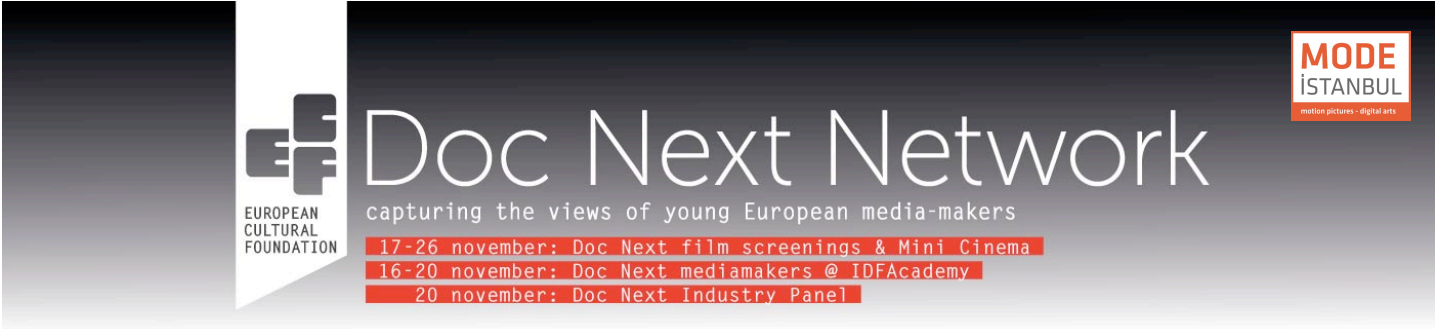 MODE
İSTANBUL
motion pictures - digital arts
Doc Next Network
EUROPEAN
CULTURAL
FOUNDATION
capturing the views of young European media-makers
17-26 november: Doc Next film screenings & Mini Cinema
16-20 november: Doc Next mediamakers @ IDFAcademy
20 november: Doc Next Industry Panel